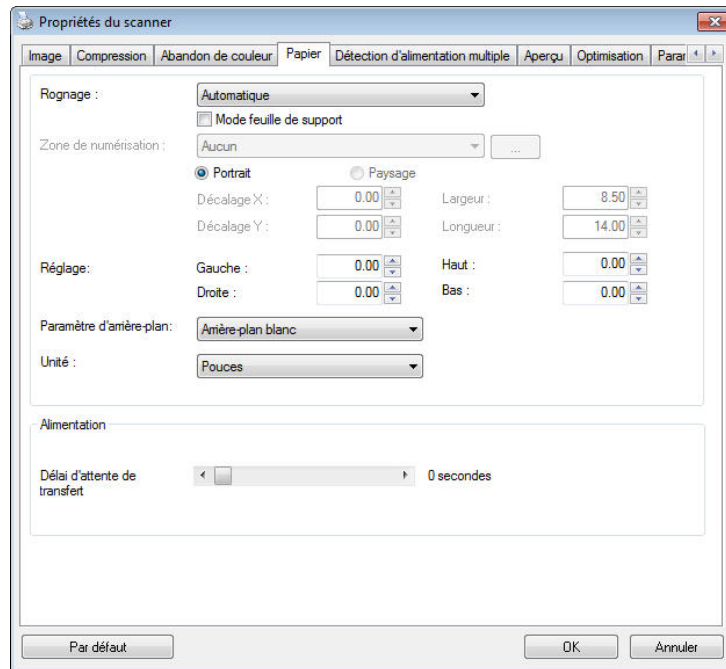 Propriétés du scanner
Image Compression Abandon de couleur Papier Détection d'alimentation multiple Aperçu Optimisation Parar
Rognage : Automatique
Mode feuille de support
Zone de numérisation : Aucun ...
Portrait Paysage
Décalage X : 0.00 Largeur : 8.50
Décalage Y : 0.00 Longueur : 14.00
Réglage: Gauche : 0.00 Haut : 0.00
Droite : 0.00 Bas : 0.00
Paramètre d'arrière-plan: Arrière-plan blanc
Unité : Pouces
Alimentation
Délai d'attente de 0 secondes
transfert
Par défaut OK Annuler